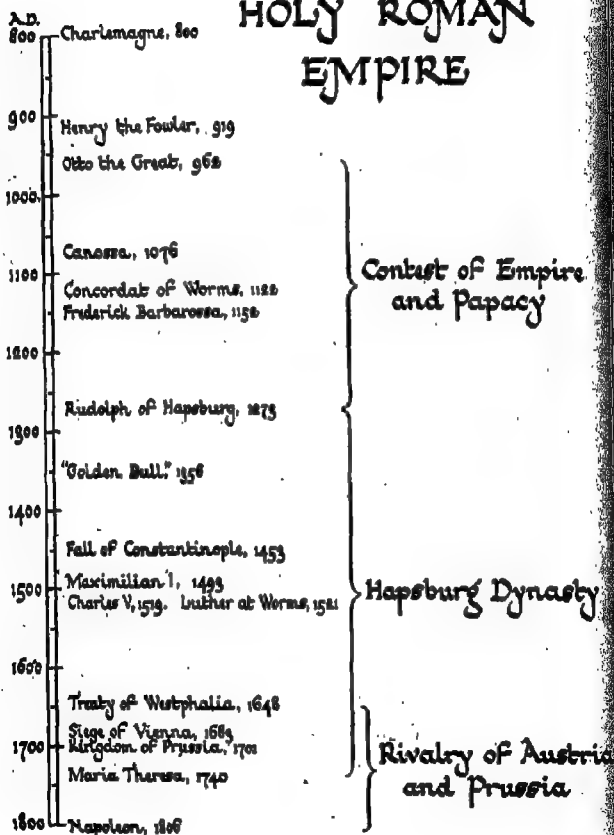 HOLY ROMAN
EMPIRE
A.D.
800 Charlemagne, 800
900
Henry the Fowler, 919
Otto the Great, 962
1000
Canossa, 1076
1100
Contest of Empire
and Papacy
Concordat of Worms, 1122
Frederick Barbarossa, 1152
1200
Rudolph of Hapsburg, 1273
1300
"Golden Bull," 1356
1400
Fall of Constantinople, 1453
Maximilian I, 1493
1500
Hapsburg Dynasty
Charles V, 1519. Luther at Worms, 1521
1600
Treaty of Westphalia, 1648
Siege of Vienna, 1683
Kingdom of Prussia, 1701
1700
Rivalry of Austria
and Prussia
Maria Theresa, 1740
1800 Napoleon, 1806